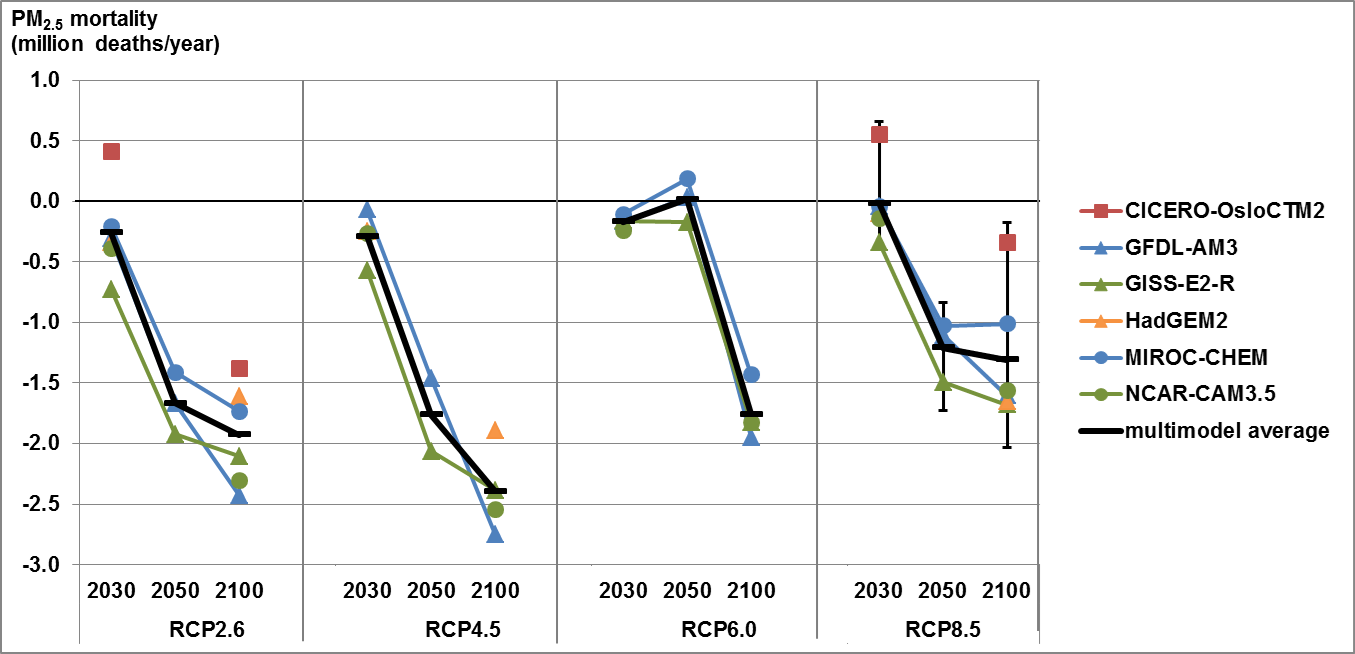 PM2.5 mortality
(million deaths/year)
1.0
0.5
0.0
-0.5
-1.0
-1.5
-2.0
-2.5
-3.0
2030 2050 2100 2030 2050 2100 2030 2050 2100 2030 2050 2100
RCP2.6 RCP4.5 RCP6.0 RCP8.5
CICERO-OsloCTM2
GFDL-AM3
GISS-E2-R
HadGEM2
MIROC-CHEM
NCAR-CAM3.5
multimodel average